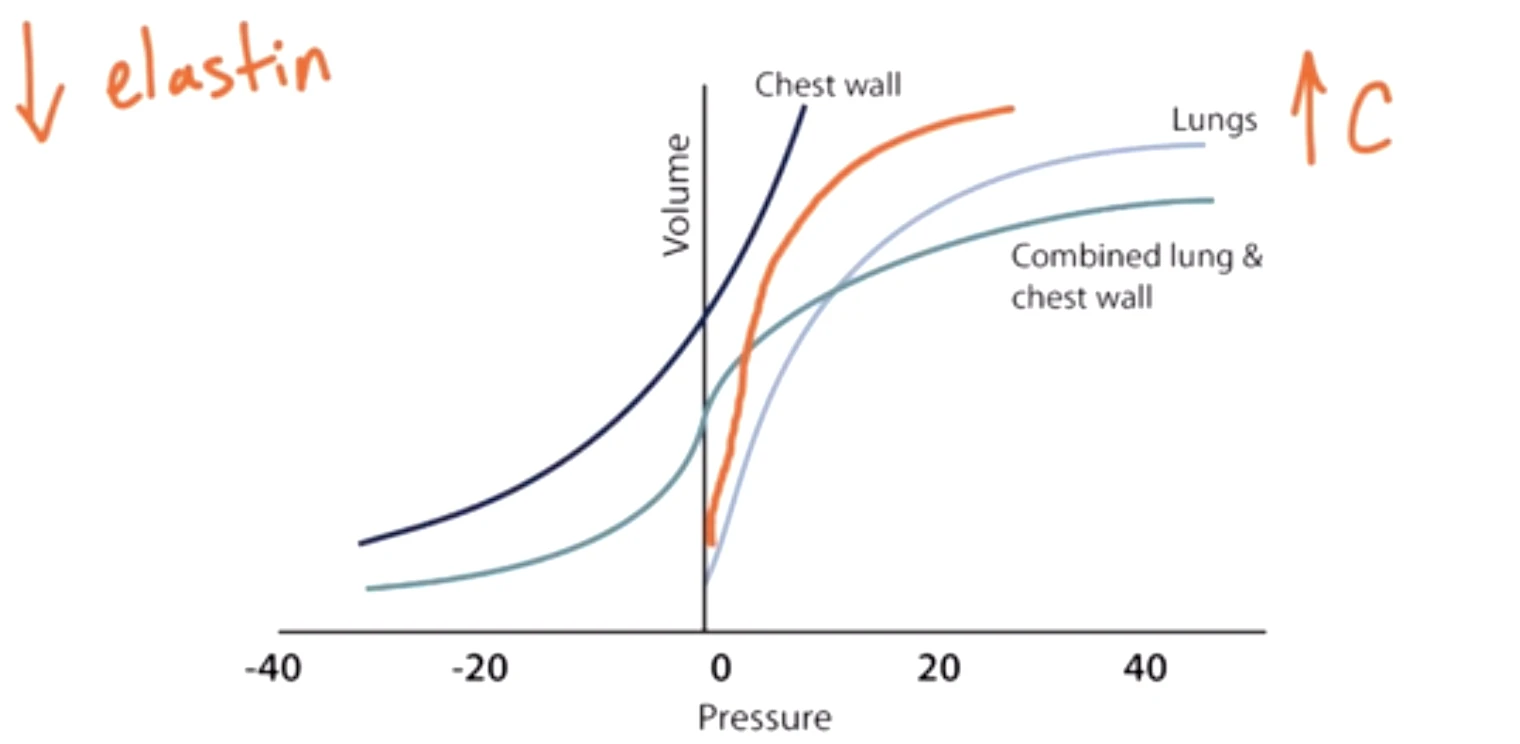 ↓ elastin
Chest wall
Lungs
↑ C
Volume
Combined lung &
chest wall
-40 -20 0 20 40
Pressure